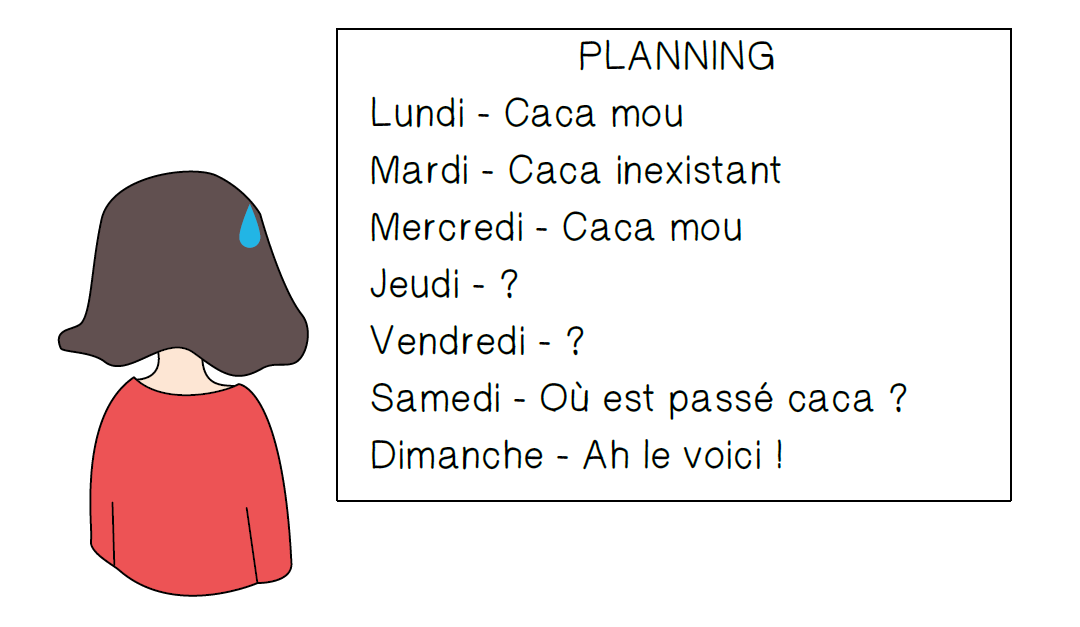 PLANNING
Lundi - Caca mou
Mardi - Caca inexistant
Mercredi - Caca mou
Jeudi - ?
Vendredi - ?
Samedi - Où est passé caca ?
Dimanche - Ah le voici !